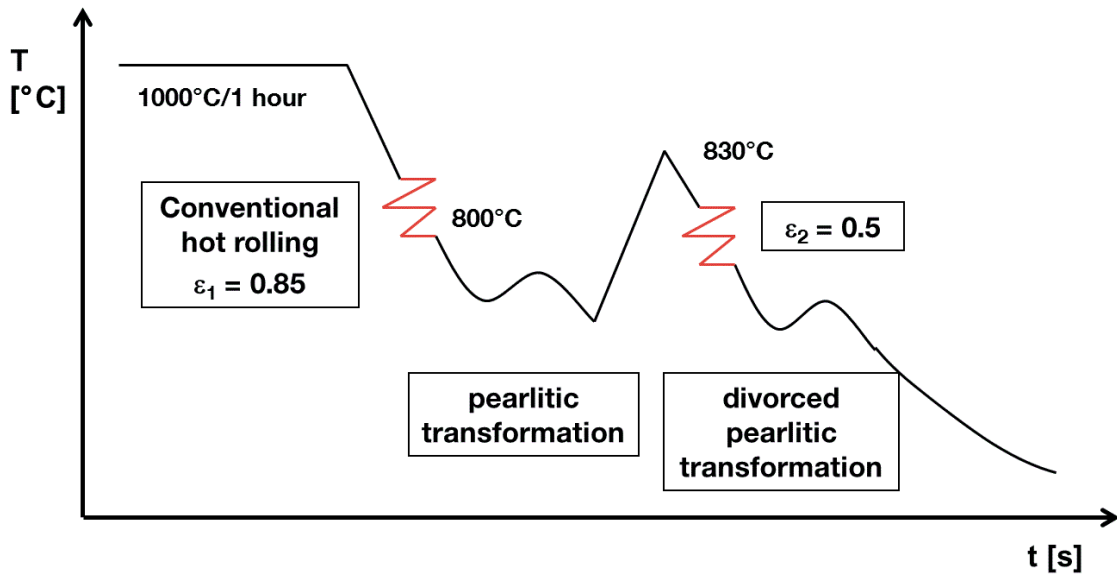 T
[°C]
1000°C/1 hour
Conventional
hot rolling
ε₁ = 0.85
800°C
pearlitic
transformation
830°C
ε₂ = 0.5
divorced
pearlitic
transformation
t [s]